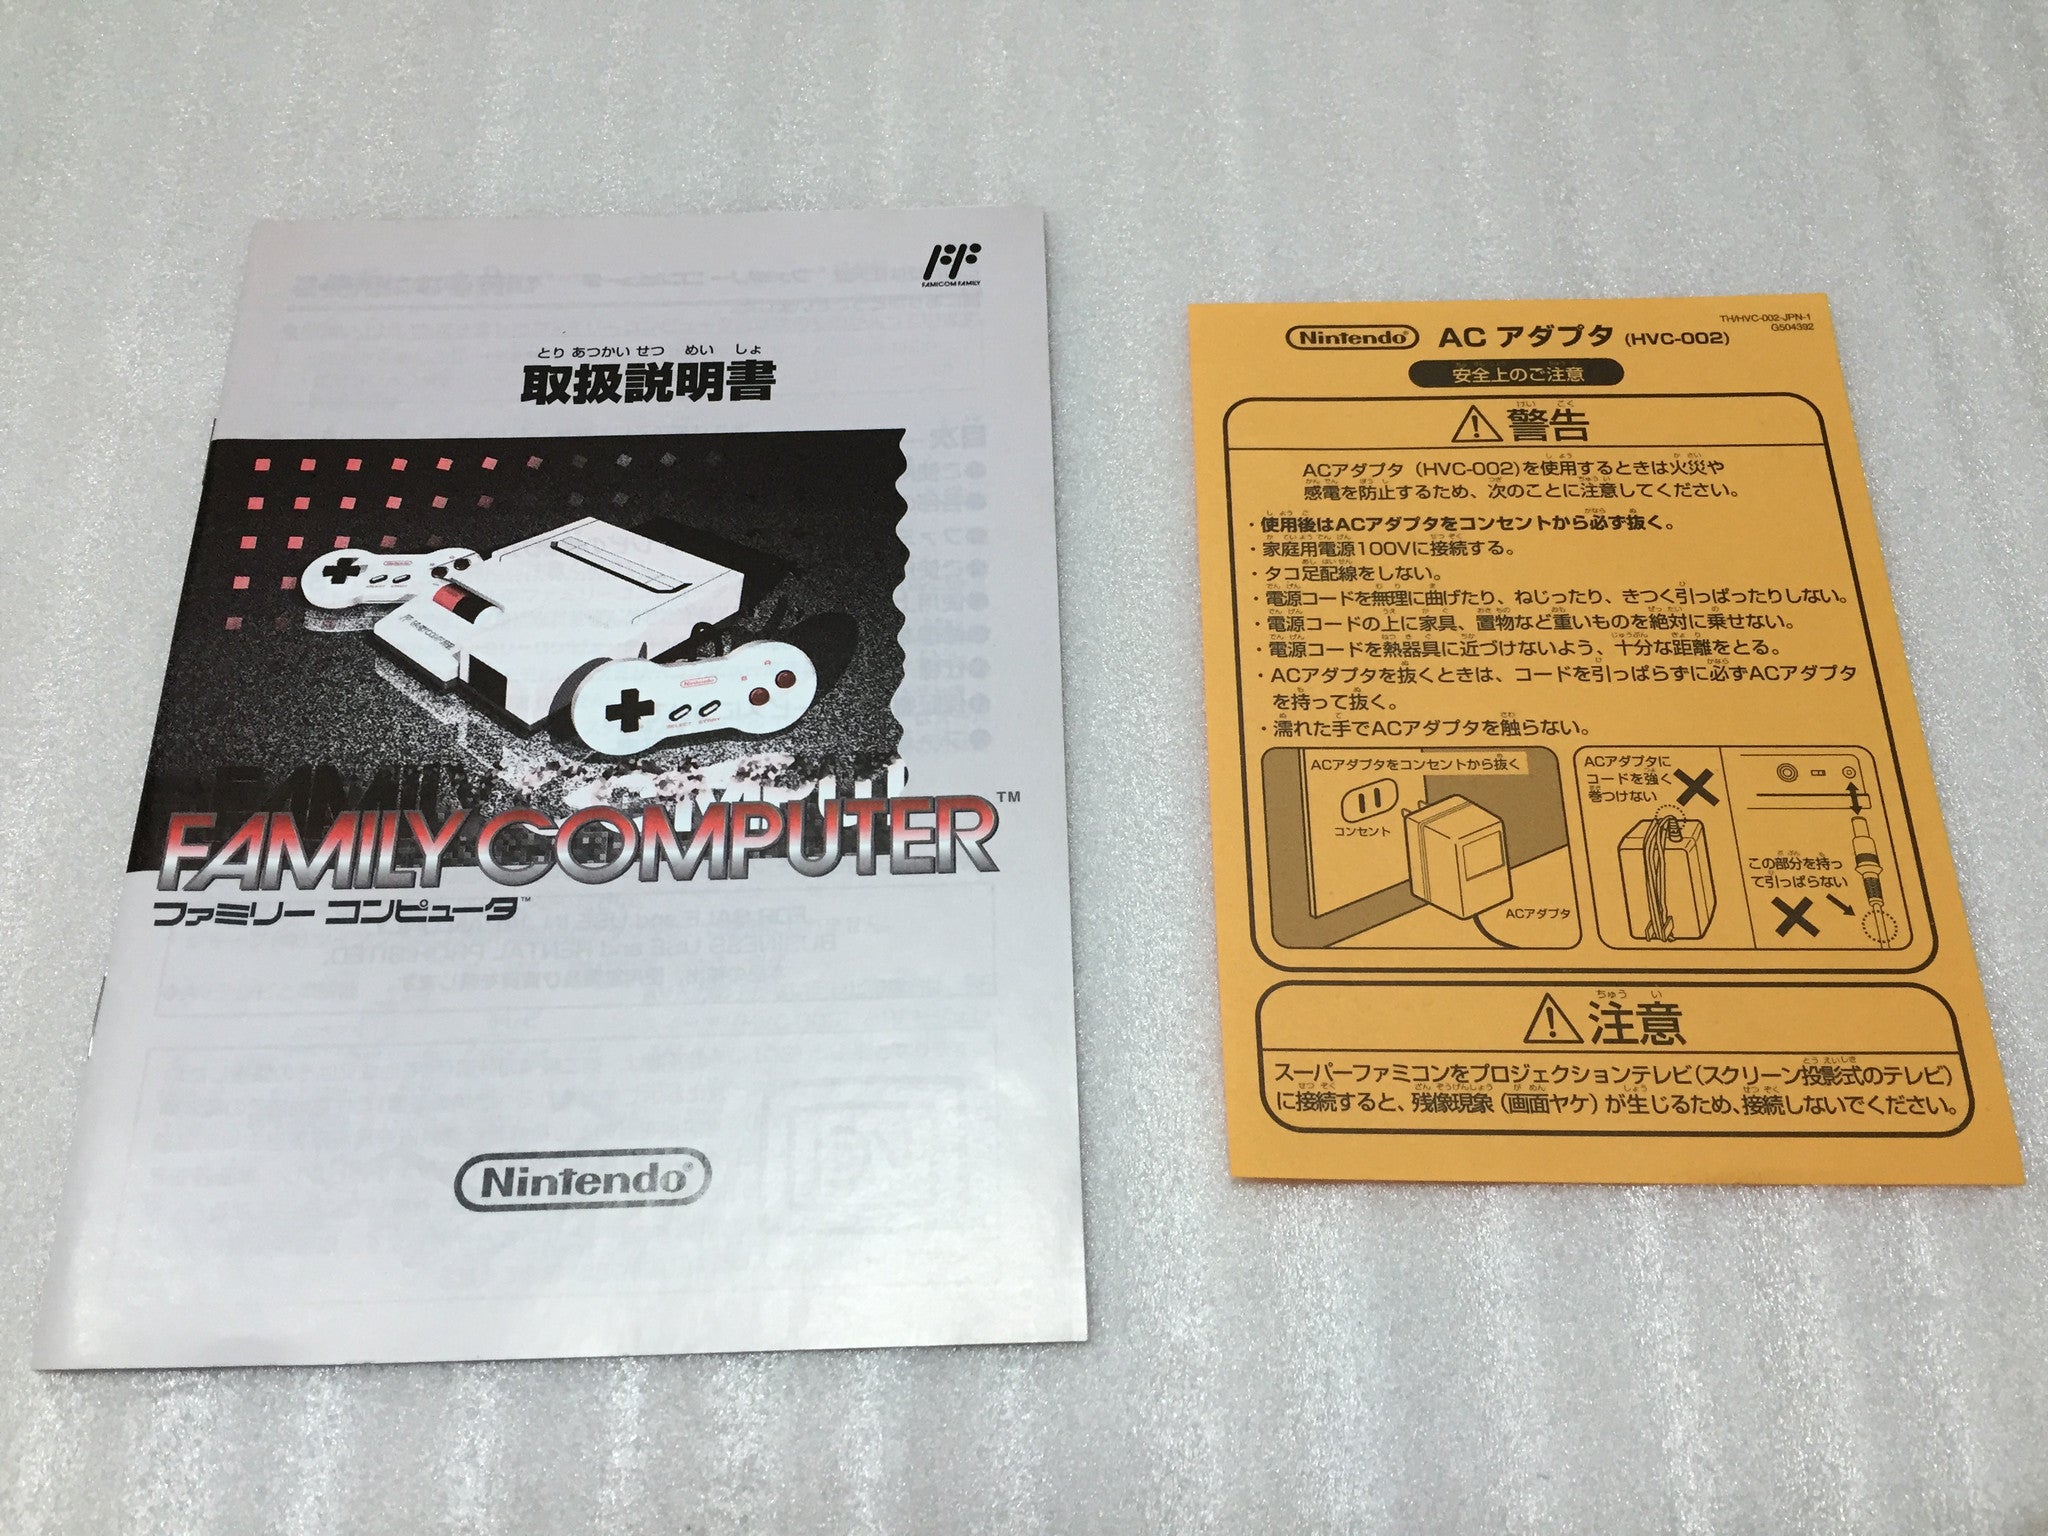 FAMICOM FAMILY
とり あつかい せつ めい しょ
取扱説明書
Nintendo
SELECT START
B A
FAMILY COMPUTER™
ファミリー コンピュータ™
Nintendo®
TH/HVC-002-JPN-1
G504392
Nintendo® AC アダプタ (HVC-002)
安全上のご注意
けい こく
⚠警告
ACアダプタ (HVC-002)を使用するときは火災や
感電を防止するため、次のことに注意してください。
・使用後はACアダプタをコンセントから必ず抜く。
・家庭用電源100Vに接続する。
・タコ足配線をしない。
・電源コードを無理に曲げたり、ねじったり、きつく引っぱったりしない。
・電源コードの上に家具、置物など重いものを絶対に乗せない。
・電源コードを熱器具に近づけないよう、十分な距離をとる。
・ACアダプタを抜くときは、コードを引っぱらずに必ずACアダプタ
を持って抜く。
・濡れた手でACアダプタを触らない。
ACアダプタをコンセントから抜く
コンセント
ACアダプタ
ACアダプタに
コードを強く
巻つけない
この部分を持っ
て引っぱらない
ちゅう い
⚠注意
スーパーファミコンをプロジェクションテレビ(スクリーン投影式のテレビ)
に接続すると、残像現象 (画面ヤケ) が生じるため、接続しないでください。